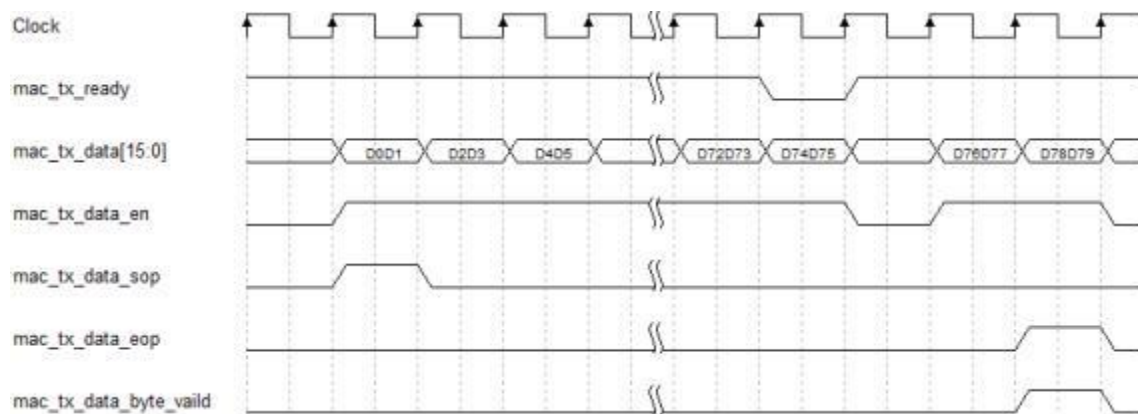 Clock
mac_tx_ready
mac_tx_data[15:0] D0D1 D2D3 D4D5 D72D73 D74D75 D76D77 D78D79
mac_tx_data_en
mac_tx_data_sop
mac_tx_data_eop
mac_tx_data_byte_vaild